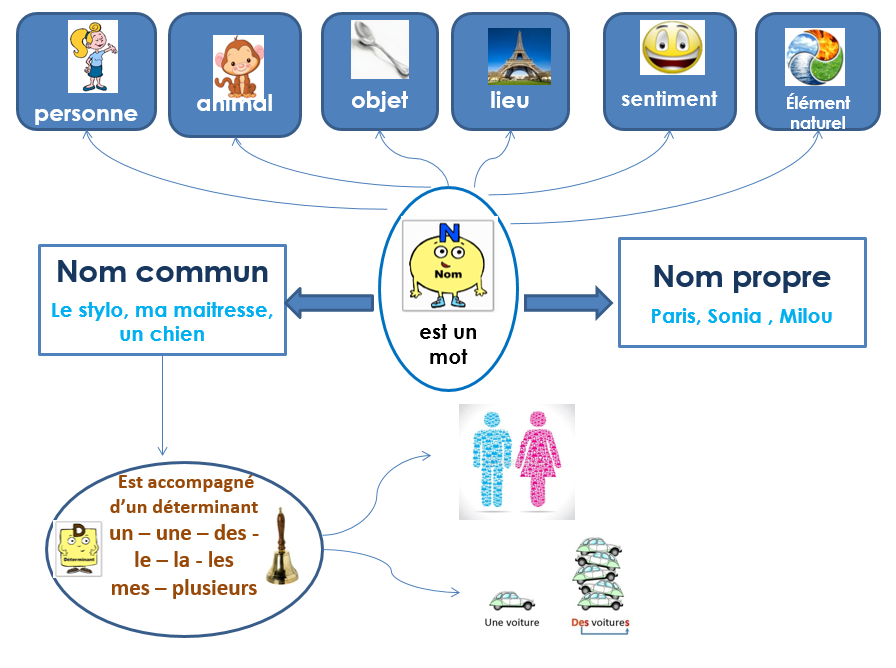 personne
animal
objet
lieu
sentiment
Élément
naturel
N
Nom
est un
mot
Nom commun
Le stylo, ma maitresse,
un chien
Nom propre
Paris, Sonia , Milou
Est accompagné
d'un déterminant
un – une – des -
le – la - les
mes – plusieurs
D
Déterminant
Une voiture
Des voitures